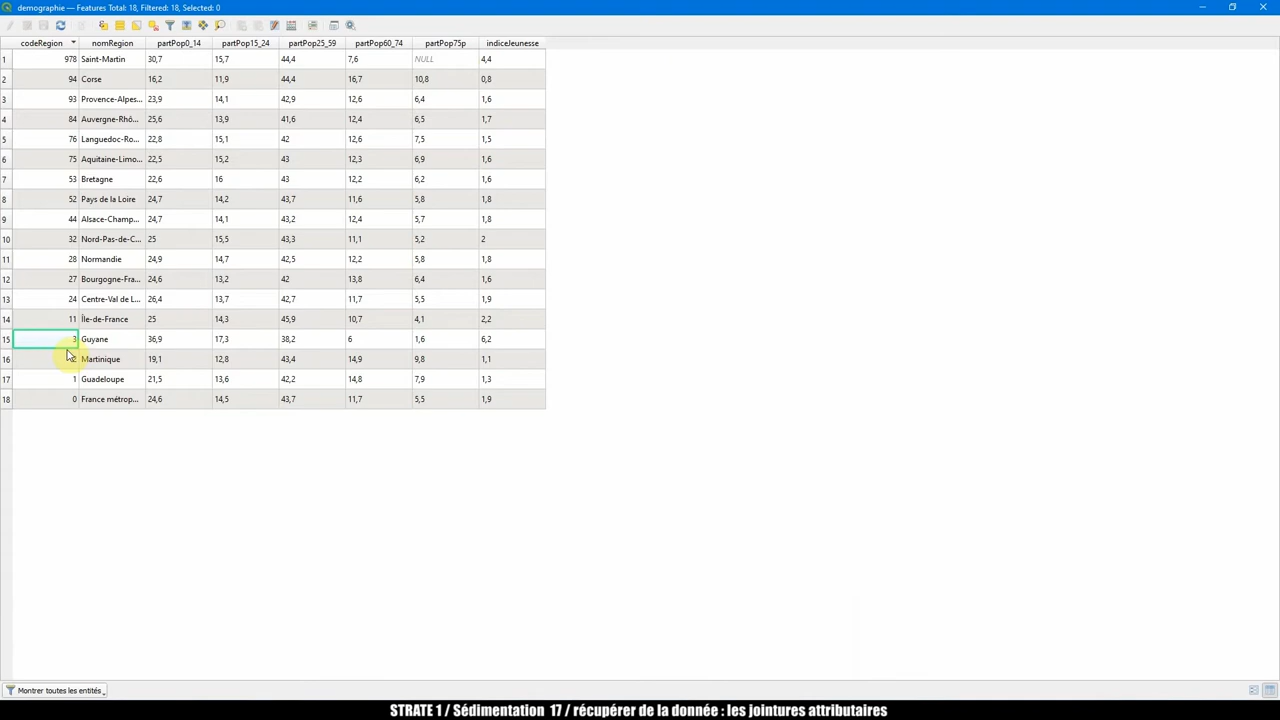 demographie — Features Total: 18, Filtered: 18, Selected: 0
codeRegion nomRegion partPop0_14 partPop15_24 partPop25_59 partPop60_74 partPop75p indiceJeunesse
1 978 Saint-Martin 30,7 15,7 44,4 7,6 NULL 4,4
2 94 Corse 16,2 11,9 44,4 16,7 10,8 0,8
3 93 Provence-Alpes... 23,9 14,1 42,9 12,6 6,4 1,6
4 84 Auvergne-Rhô... 25,6 13,9 41,6 12,4 6,5 1,7
5 76 Languedoc-Ro... 22,8 15,1 42 12,6 7,5 1,5
6 75 Aquitaine-Limo... 22,5 15,2 43 12,3 6,9 1,6
7 53 Bretagne 22,6 16 43 12,2 6,2 1,6
8 52 Pays de la Loire 24,7 14,2 43,7 11,6 5,8 1,8
9 44 Alsace-Champ... 24,7 14,1 43,2 12,4 5,7 1,8
10 32 Nord-Pas-de-C... 25 15,5 43,3 11,1 5,2 2
11 28 Normandie 24,9 14,7 42,5 12,2 5,8 1,8
12 27 Bourgogne-Fra... 24,6 13,2 42 13,8 6,4 1,6
13 24 Centre-Val de L... 26,4 13,7 42,7 11,7 5,5 1,9
14 11 Île-de-France 25 14,3 45,9 10,7 4,1 2,2
15 3 Guyane 36,9 17,3 38,2 6 1,6 6,2
16 2 Martinique 19,1 12,8 43,4 14,9 9,8 1,1
17 1 Guadeloupe 21,5 13,6 42,2 14,8 7,9 1,3
18 0 France métrop... 24,6 14,5 43,7 11,7 5,5 1,9
Montrer toutes les entités
STRATE 1 / Sédimentation 17 / récupérer de la donnée : les jointures attributaires